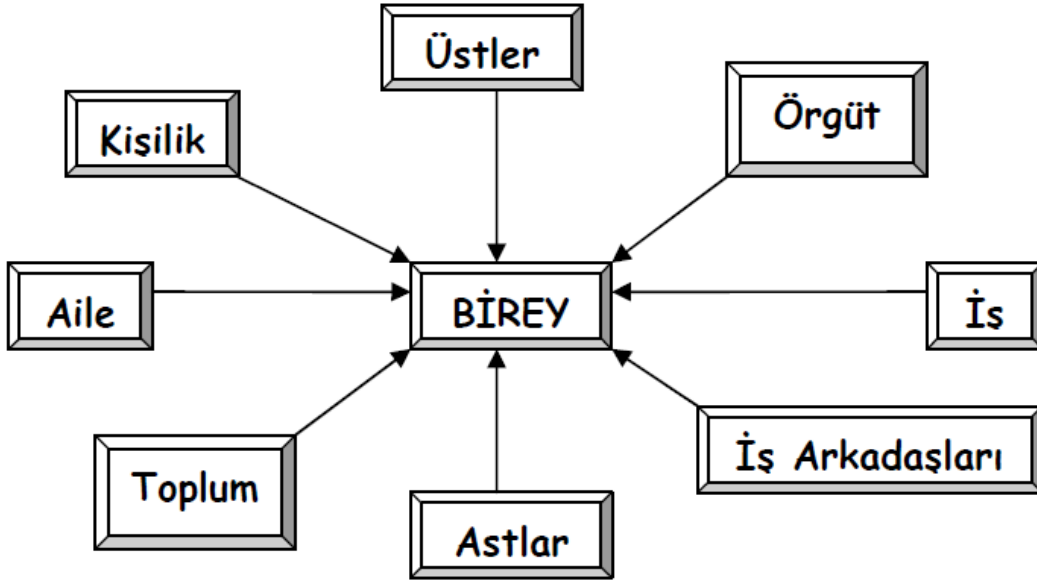 Üstler
Örgüt
Kişilik
Aile
BİREY
İş
Toplum
İş Arkadaşları
Astlar